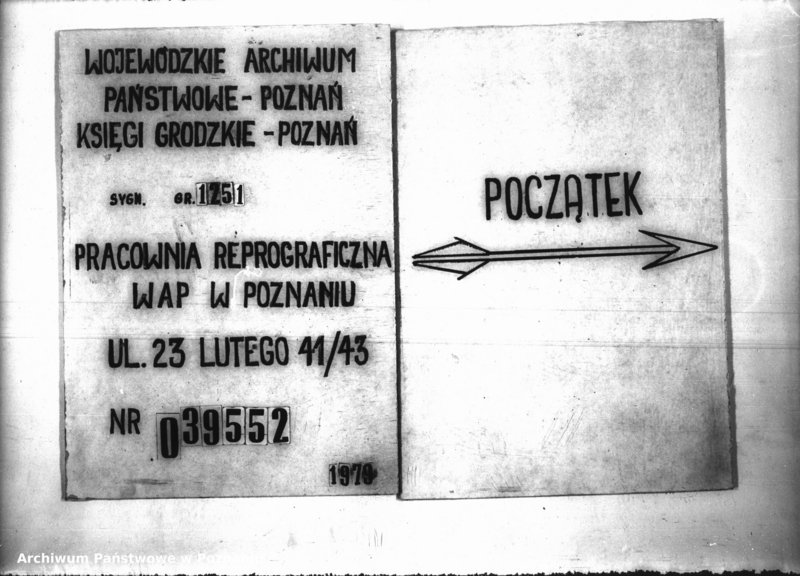 WOJEWÓDZKIE ARCHIWUM
PAŃSTWOWE - POZNAŃ
KSIĘGI GRODZKIE - POZNAŃ
SYGN. GR. 1251
PRACOWNIA REPROGRAFICZNA
WAP W POZNANIU
UL. 23 LUTEGO 41/43
NR 039552
1979
POCZĄTEK
Archiwum Państwowe w